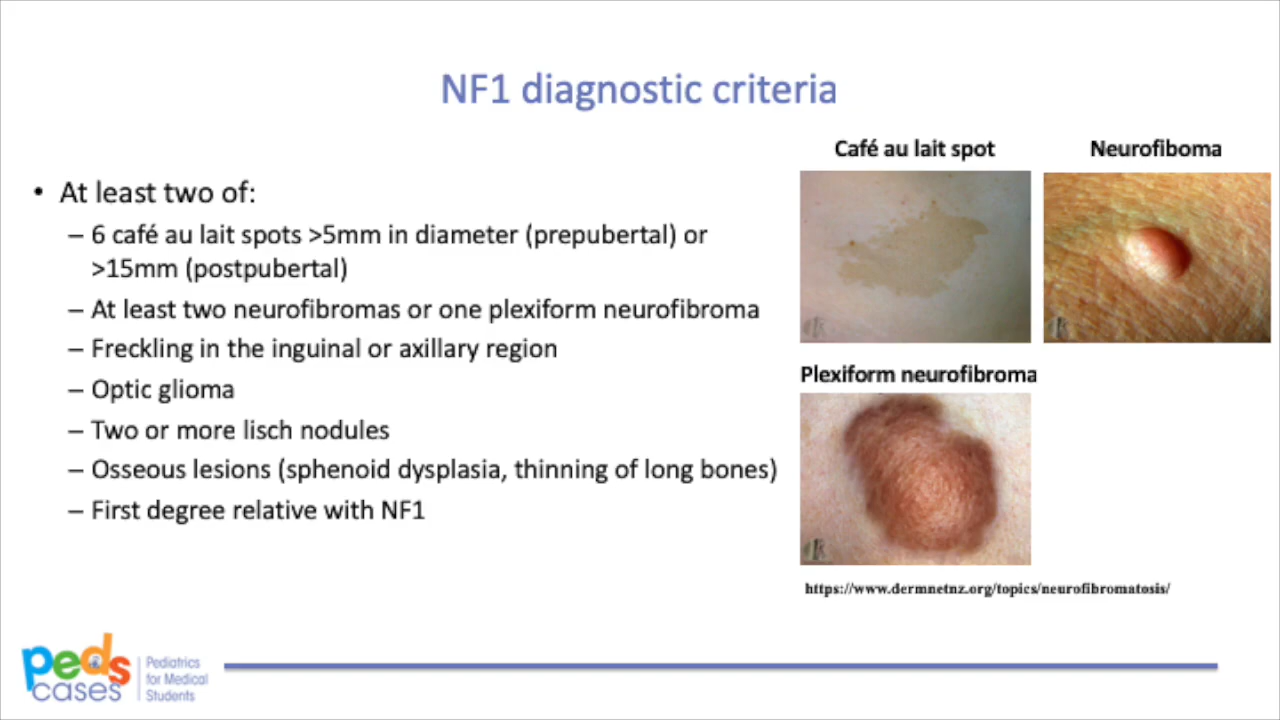 NF1 diagnostic criteria
• At least two of:
– 6 café au lait spots >5mm in diameter (prepubertal) or
>15mm (postpubertal)
– At least two neurofibromas or one plexiform neurofibroma
– Freckling in the inguinal or axillary region
– Optic glioma
– Two or more lisch nodules
– Osseous lesions (sphenoid dysplasia, thinning of long bones)
– First degree relative with NF1
Café au lait spot
Neurofiboma
Plexiform neurofibroma
https://www.dermnetnz.org/topics/neurofibromatosis/
peds
cases
Pediatrics
for Medical
Students